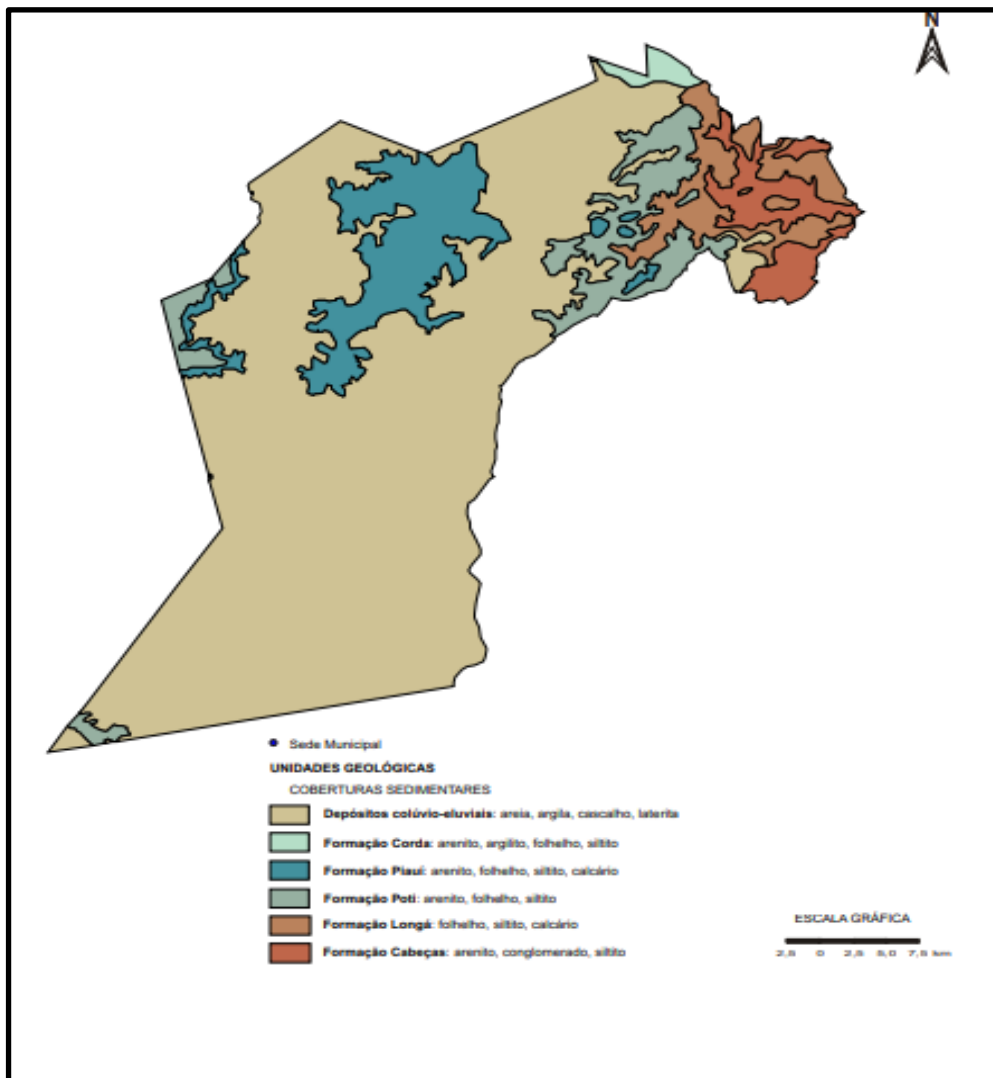 N
Sede Municipal
UNIDADES GEOLÓGICAS
COBERTURAS SEDIMENTARES
Depósitos colúvio-eluviais: areia, argila, cascalho, laterita
Formação Corda: arenito, argilito, folhelho, siltito
Formação Piauí: arenito, folhelho, siltito, calcário
Formação Poti: arenito, folhelho, siltito
Formação Longá: folhelho, siltito, calcário
Formação Cabeças: arenito, conglomerado, siltito
ESCALA GRÁFICA
2,5 0 2,5 5,0 7,5 km